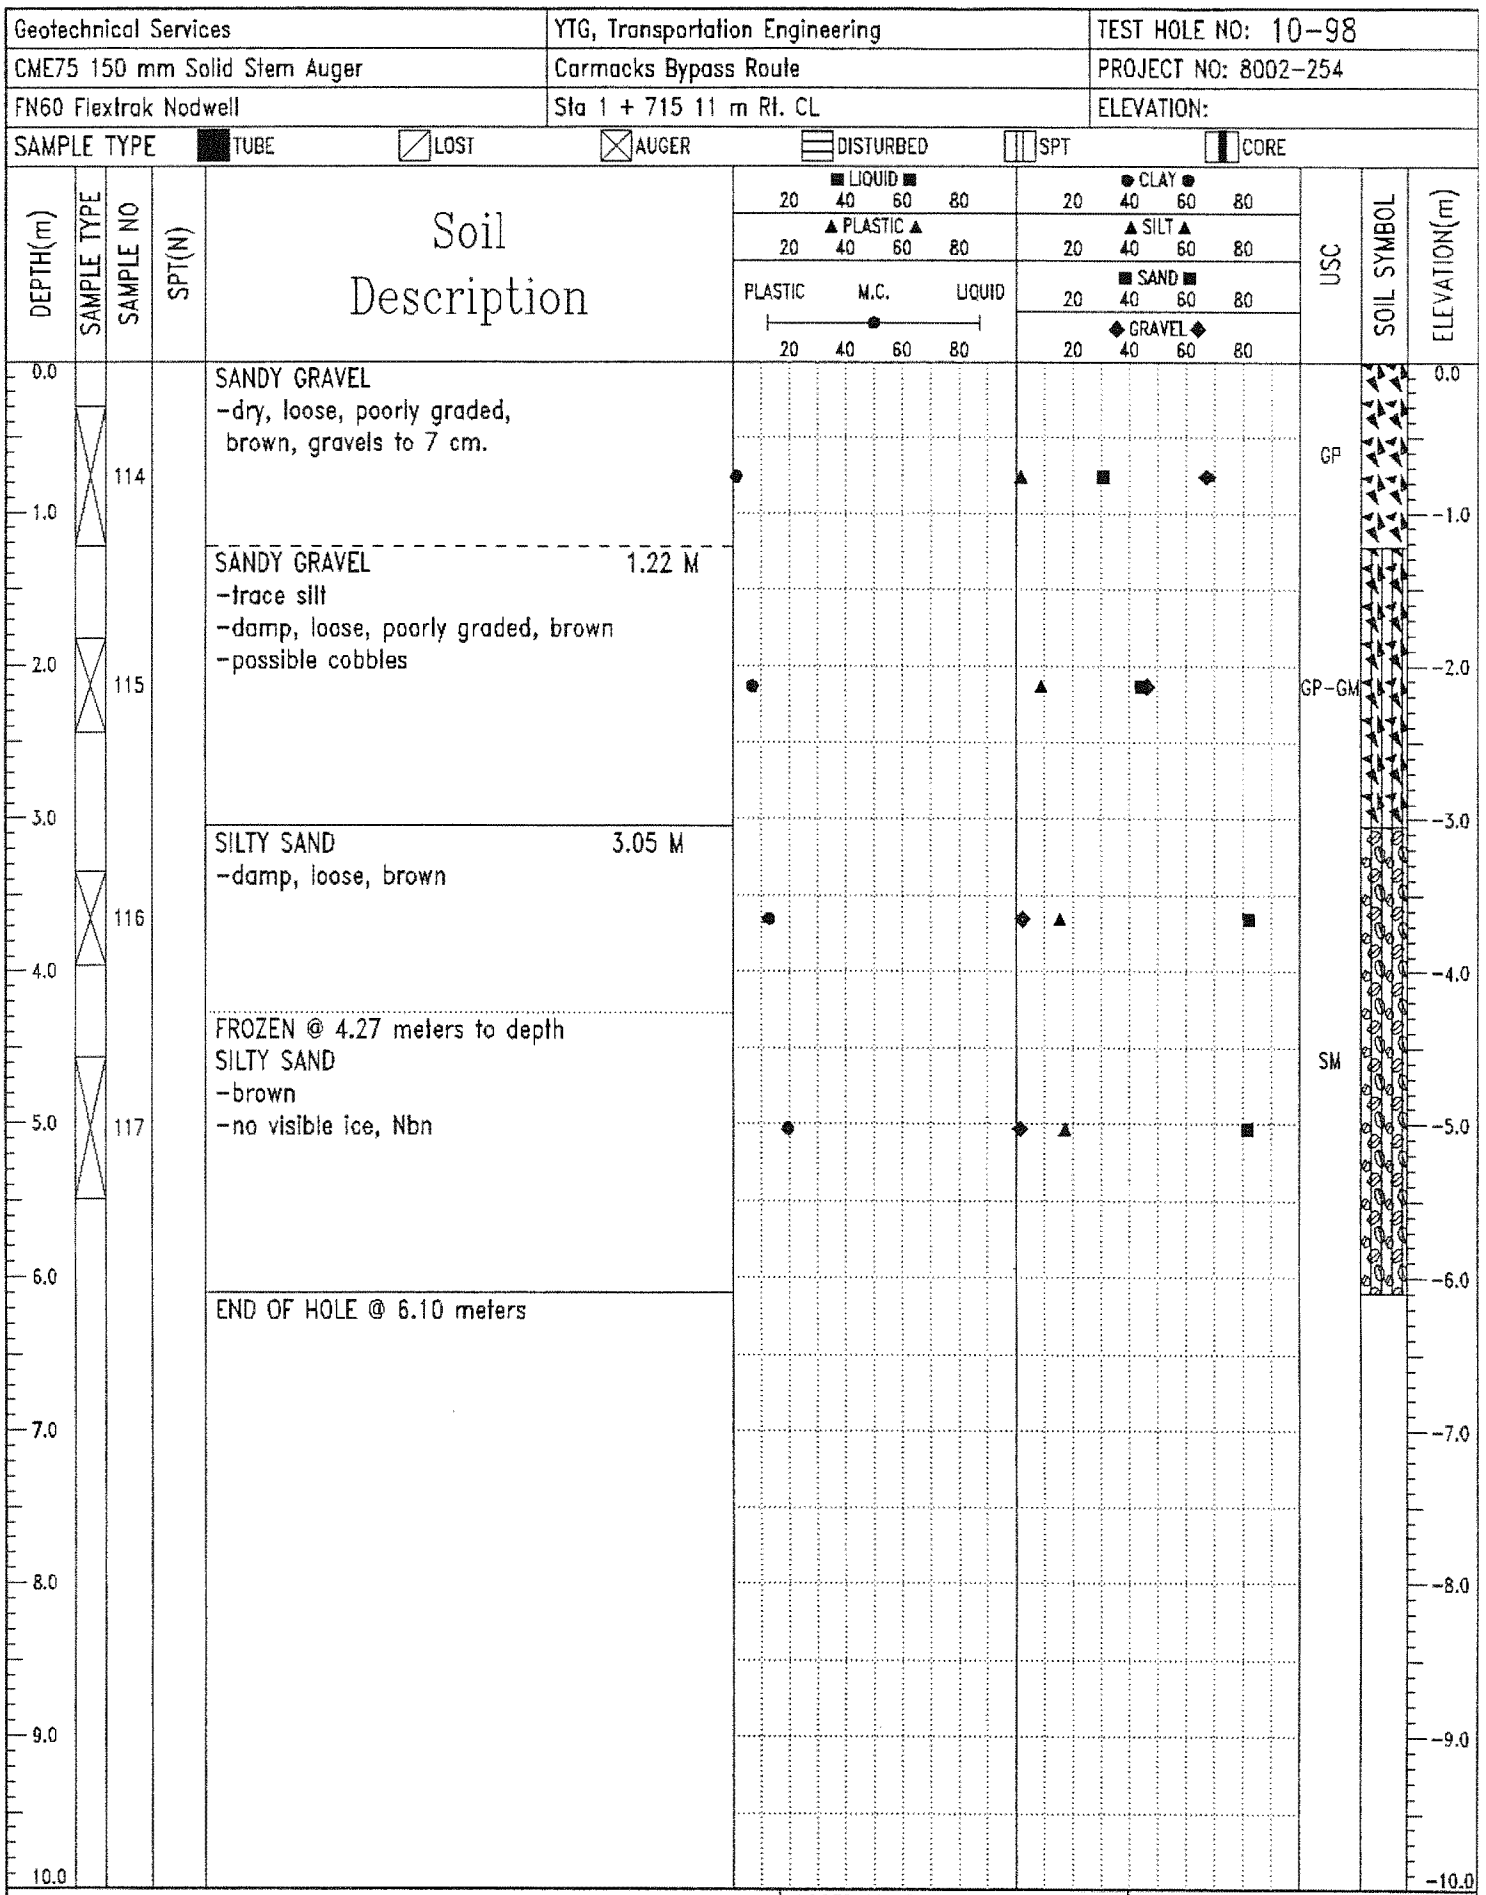 Geotechnical Services
YTG, Transportation Engineering
TEST HOLE NO: 10-98
CME75 150 mm Solid Stem Auger
Carmacks Bypass Route
PROJECT NO: 8002-254
FN60 Flextrak Nodwell
Sta 1 + 715 11 m Rt. CL
ELEVATION:
SAMPLE TYPE TUBE LOST AUGER DISTURBED SPT CORE
DEPTH(m)
SAMPLE TYPE
SAMPLE NO
SPT(N)
Soil
Description
■ LIQUID ■
20 40 60 80
▲ PLASTIC ▲
20 40 60 80
PLASTIC M.C. LIQUID
20 40 60 80
● CLAY ●
20 40 60 80
▲ SILT ▲
20 40 60 80
■ SAND ■
20 40 60 80
◆ GRAVEL ◆
20 40 60 80
USC
SOIL SYMBOL
ELEVATION(m)
0.0
SANDY GRAVEL
-dry, loose, poorly graded,
brown, gravels to 7 cm.
114
GP
0.0
1.0
-1.0
SANDY GRAVEL 1.22 M
-trace silt
-damp, loose, poorly graded, brown
-possible cobbles
2.0
115
GP-GM
-2.0
3.0
-3.0
SILTY SAND 3.05 M
-damp, loose, brown
116
4.0
-4.0
FROZEN @ 4.27 meters to depth
SILTY SAND
-brown
-no visible ice, Nbn
SM
5.0
117
-5.0
6.0
-6.0
END OF HOLE @ 6.10 meters
7.0
-7.0
8.0
-8.0
9.0
-9.0
10.0
-10.0